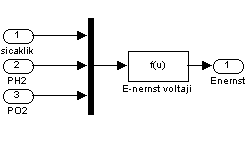 1
sicaklik
2
PH2
3
PO2
f(u)
E-nernst voltaji
1
Enernst